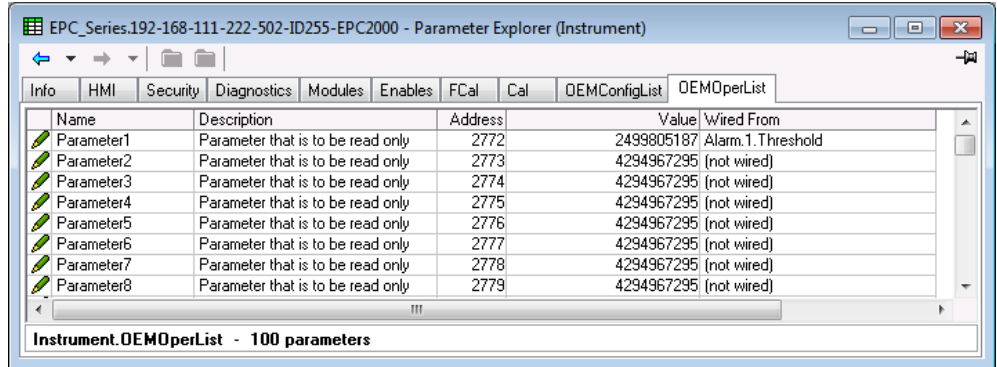 EPC_Series.192-168-111-222-502-ID255-EPC2000 - Parameter Explorer (Instrument)
Info HMI Security Diagnostics Modules Enables FCal Cal OEMConfigList OEMOperList
Name Description Address Value Wired From
Parameter1 Parameter that is to be read only 2772 2499805187 Alarm.1.Threshold
Parameter2 Parameter that is to be read only 2773 4294967295 (not wired)
Parameter3 Parameter that is to be read only 2774 4294967295 (not wired)
Parameter4 Parameter that is to be read only 2775 4294967295 (not wired)
Parameter5 Parameter that is to be read only 2776 4294967295 (not wired)
Parameter6 Parameter that is to be read only 2777 4294967295 (not wired)
Parameter7 Parameter that is to be read only 2778 4294967295 (not wired)
Parameter8 Parameter that is to be read only 2779 4294967295 (not wired)
Instrument.OEMOperList - 100 parameters